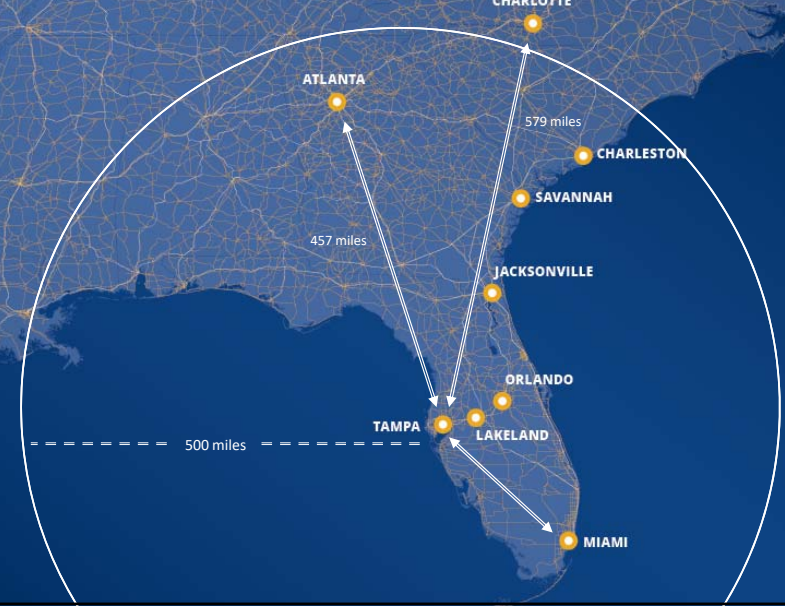 CHARLOTTE
ATLANTA
579 miles
CHARLESTON
SAVANNAH
457 miles
JACKSONVILLE
ORLANDO
TAMPA
LAKELAND
500 miles
MIAMI